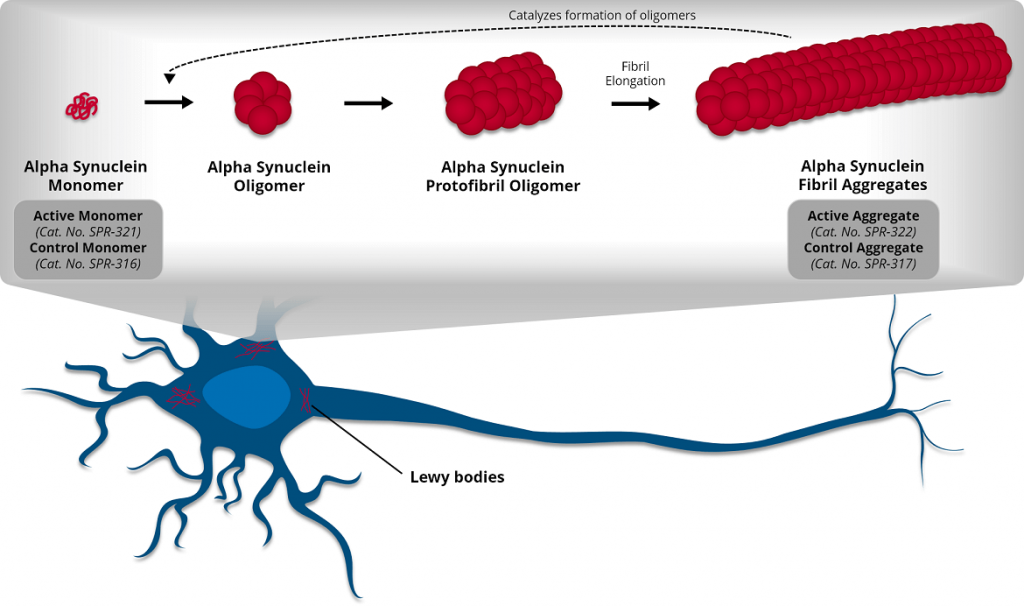 Catalyzes formation of oligomers
Fibril
Elongation
Alpha Synuclein
Monomer
Alpha Synuclein
Oligomer
Alpha Synuclein
Protofibril Oligomer
Alpha Synuclein
Fibril Aggregates
Active Monomer
(Cat. No. SPR-321)
Control Monomer
(Cat. No. SPR-316)
Active Aggregate
(Cat. No. SPR-322)
Control Aggregate
(Cat. No. SPR-317)
Lewy bodies